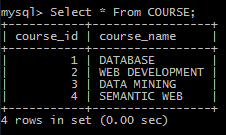 mysql> Select * From COURSE;
+-----------+-----------------+
| course_id | course_name     |
+-----------+-----------------+
|         1 | DATABASE        |
|         2 | WEB DEVELOPMENT |
|         3 | DATA MINING     |
|         4 | SEMANTIC WEB    |
+-----------+-----------------+
4 rows in set (0.00 sec)